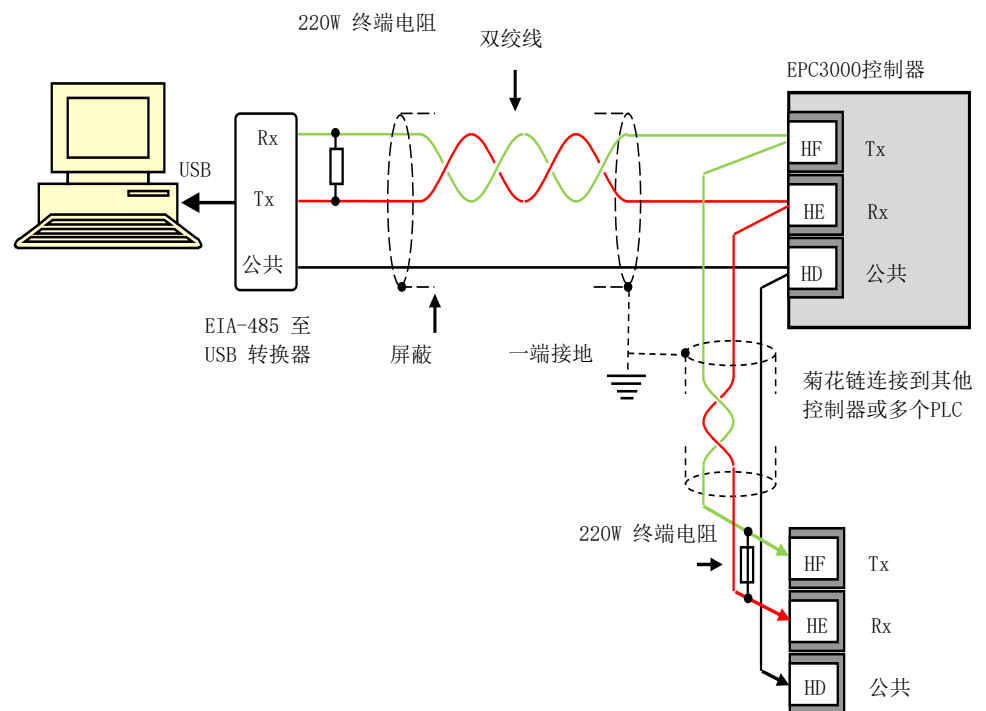 220W 终端电阻
双绞线
EPC3000控制器
Rx
HF
Tx
USB
Tx
HE
Rx
公共
HD
公共
EIA-485 至
USB 转换器
屏蔽
一端接地
菊花链连接到其他
控制器或多个PLC
220W 终端电阻
HF
Tx
HE
Rx
HD
公共